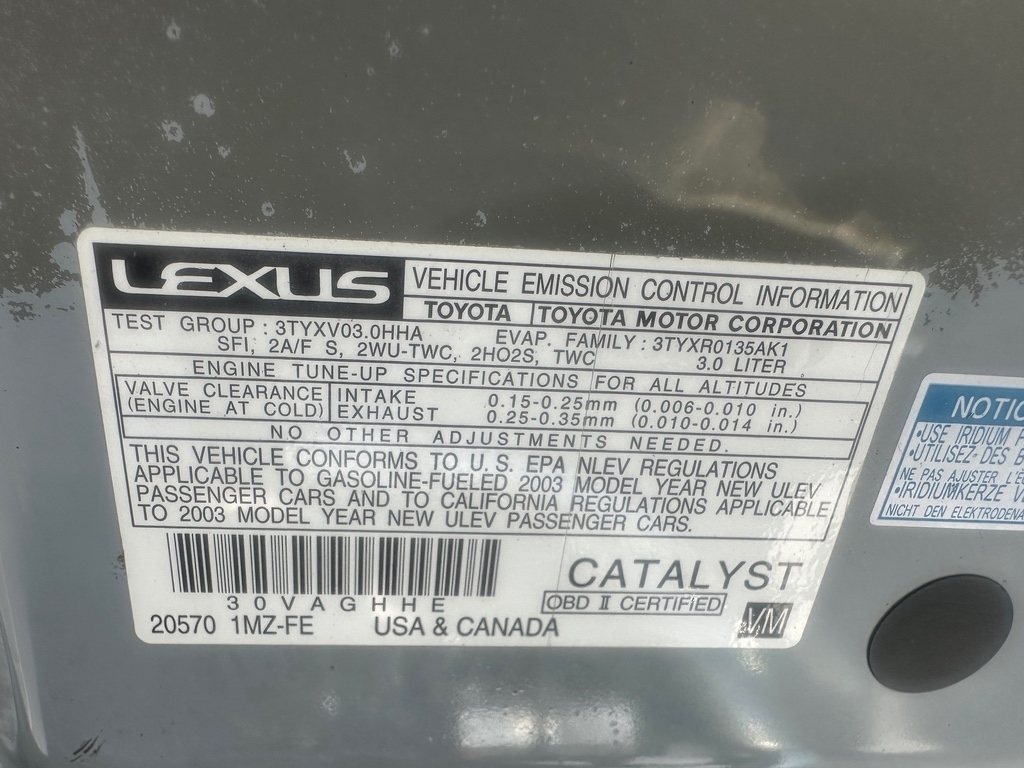 LEXUS
VEHICLE EMISSION CONTROL INFORMATION
TOYOTA TOYOTA MOTOR CORPORATION
TEST GROUP : 3TYXV03.0HHA EVAP. FAMILY : 3TYXR0135AK1
SFI, 2A/F S, 2WU-TWC, 2HO2S, TWC 3.0 LITER
ENGINE TUNE-UP SPECIFICATIONS FOR ALL ALTITUDES
VALVE CLEARANCE INTAKE 0.15-0.25mm (0.006-0.010 in.)
(ENGINE AT COLD) EXHAUST 0.25-0.35mm (0.010-0.014 in.)
NO OTHER ADJUSTMENTS NEEDED.
THIS VEHICLE CONFORMS TO U.S. EPA NLEV REGULATIONS
APPLICABLE TO GASOLINE-FUELED 2003 MODEL YEAR NEW ULEV
PASSENGER CARS AND TO CALIFORNIA REGULATIONS APPLICABLE
TO 2003 MODEL YEAR NEW ULEV PASSENGER CARS.
CATALYST
30VAGHHE
OBD II CERTIFIED
20570 1MZ-FE USA & CANADA
VM
•USE IRIDIUM
•UTILISEZ DES
NE PAS AJUSTER
•IRIDIUMKERZE
NICHT DEN